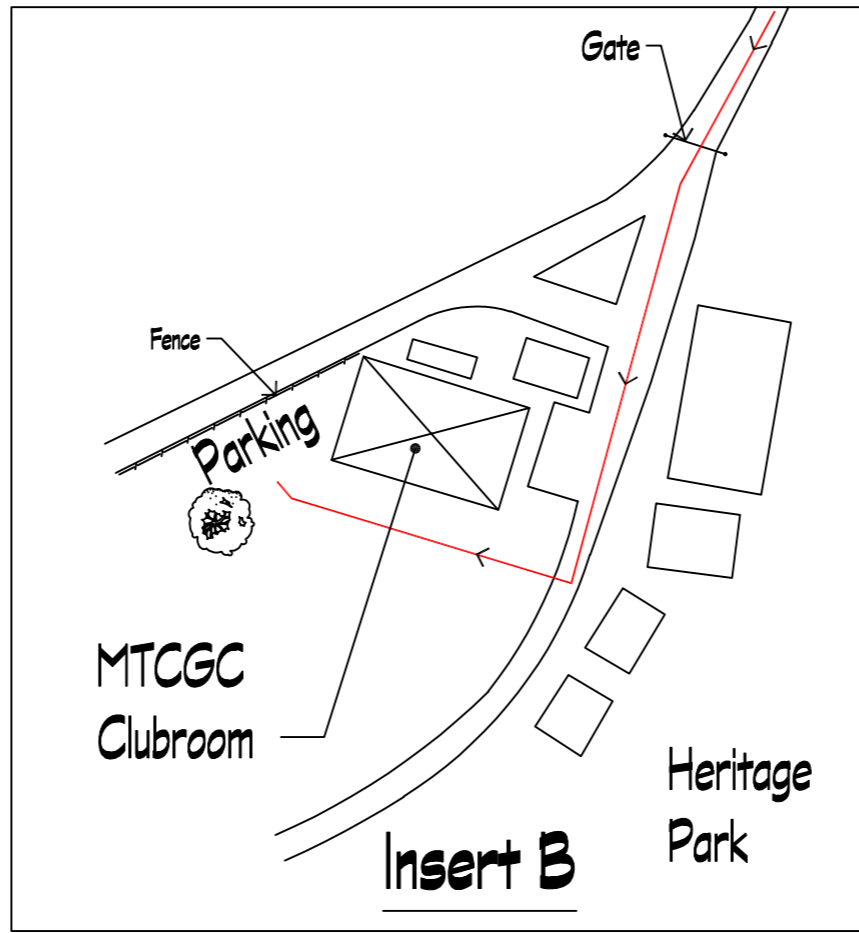 Gate
Fence
Parking
MTCGC
Clubroom
Heritage
Park
Insert B